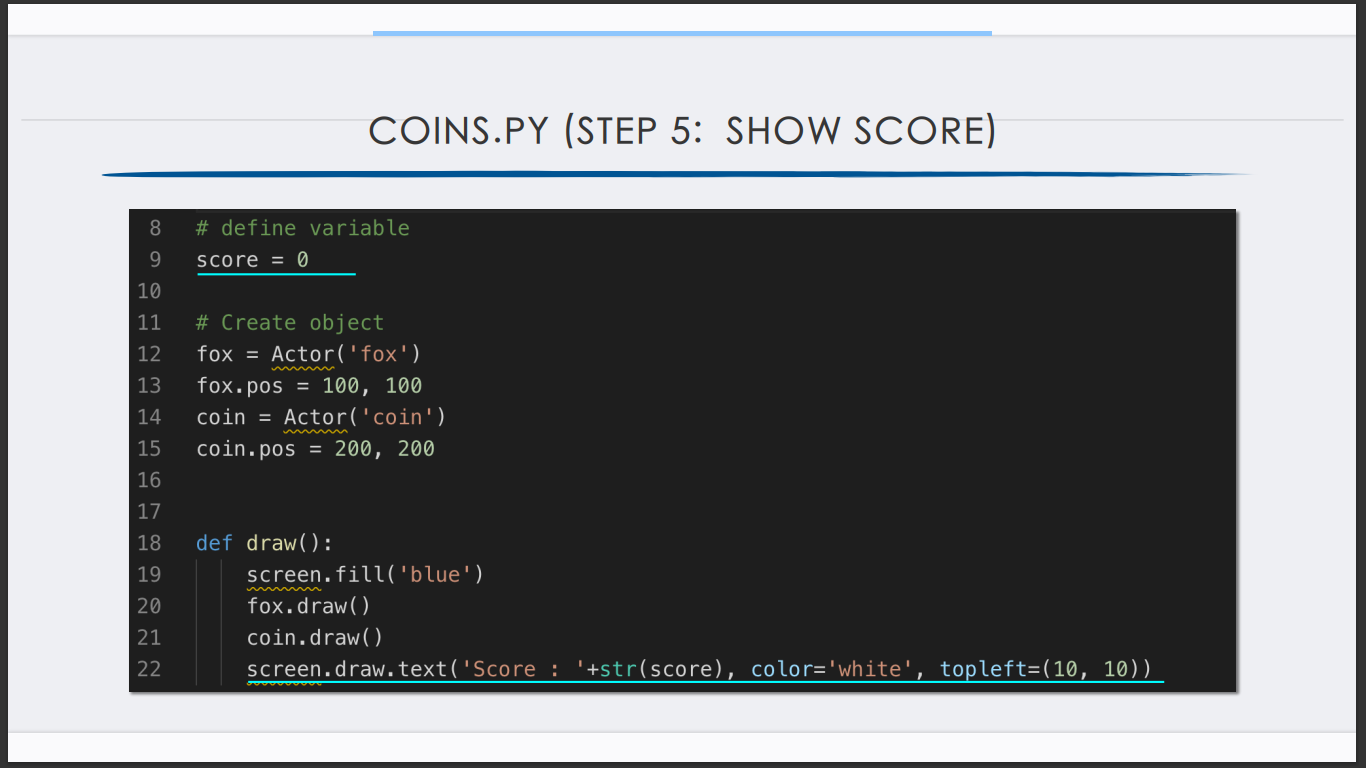 COINS.PY (STEP 5:  SHOW SCORE)
8 # define variable
9 score = 0
10
11 # Create object
12 fox = Actor('fox')
13 fox.pos = 100, 100
14 coin = Actor('coin')
15 coin.pos = 200, 200
16
17
18 def draw():
19     screen.fill('blue')
20     fox.draw()
21     coin.draw()
22     screen.draw.text('Score : '+str(score), color='white', topleft=(10, 10))